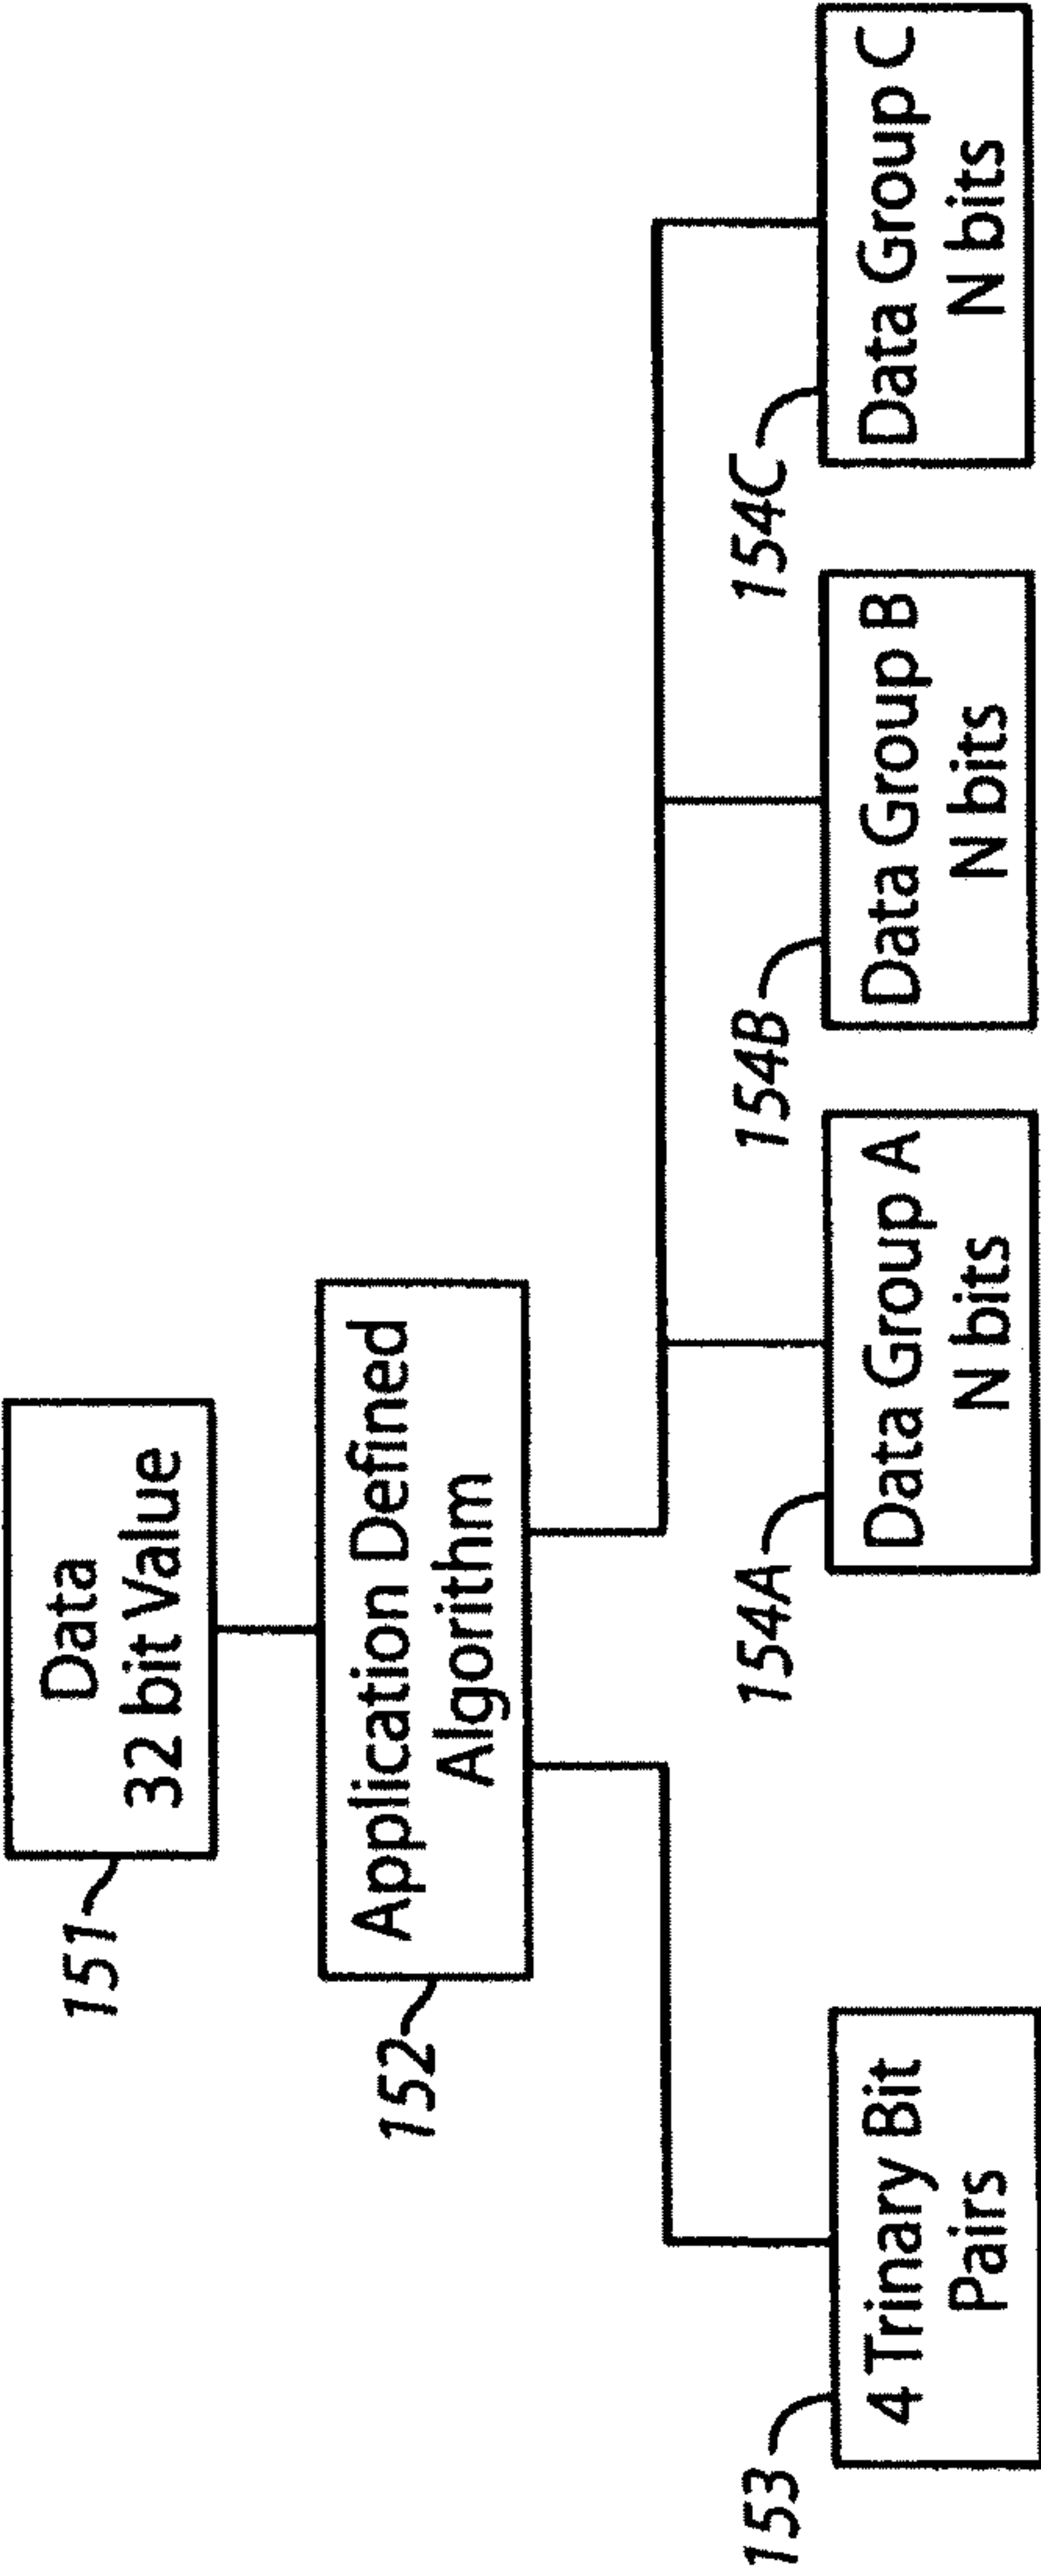 151
Data
32 bit Value
152
Application Defined
Algorithm
153
4 Trinary Bit
Pairs
154A
Data Group A
N bits
154B
Data Group B
N bits
154C
Data Group C
N bits